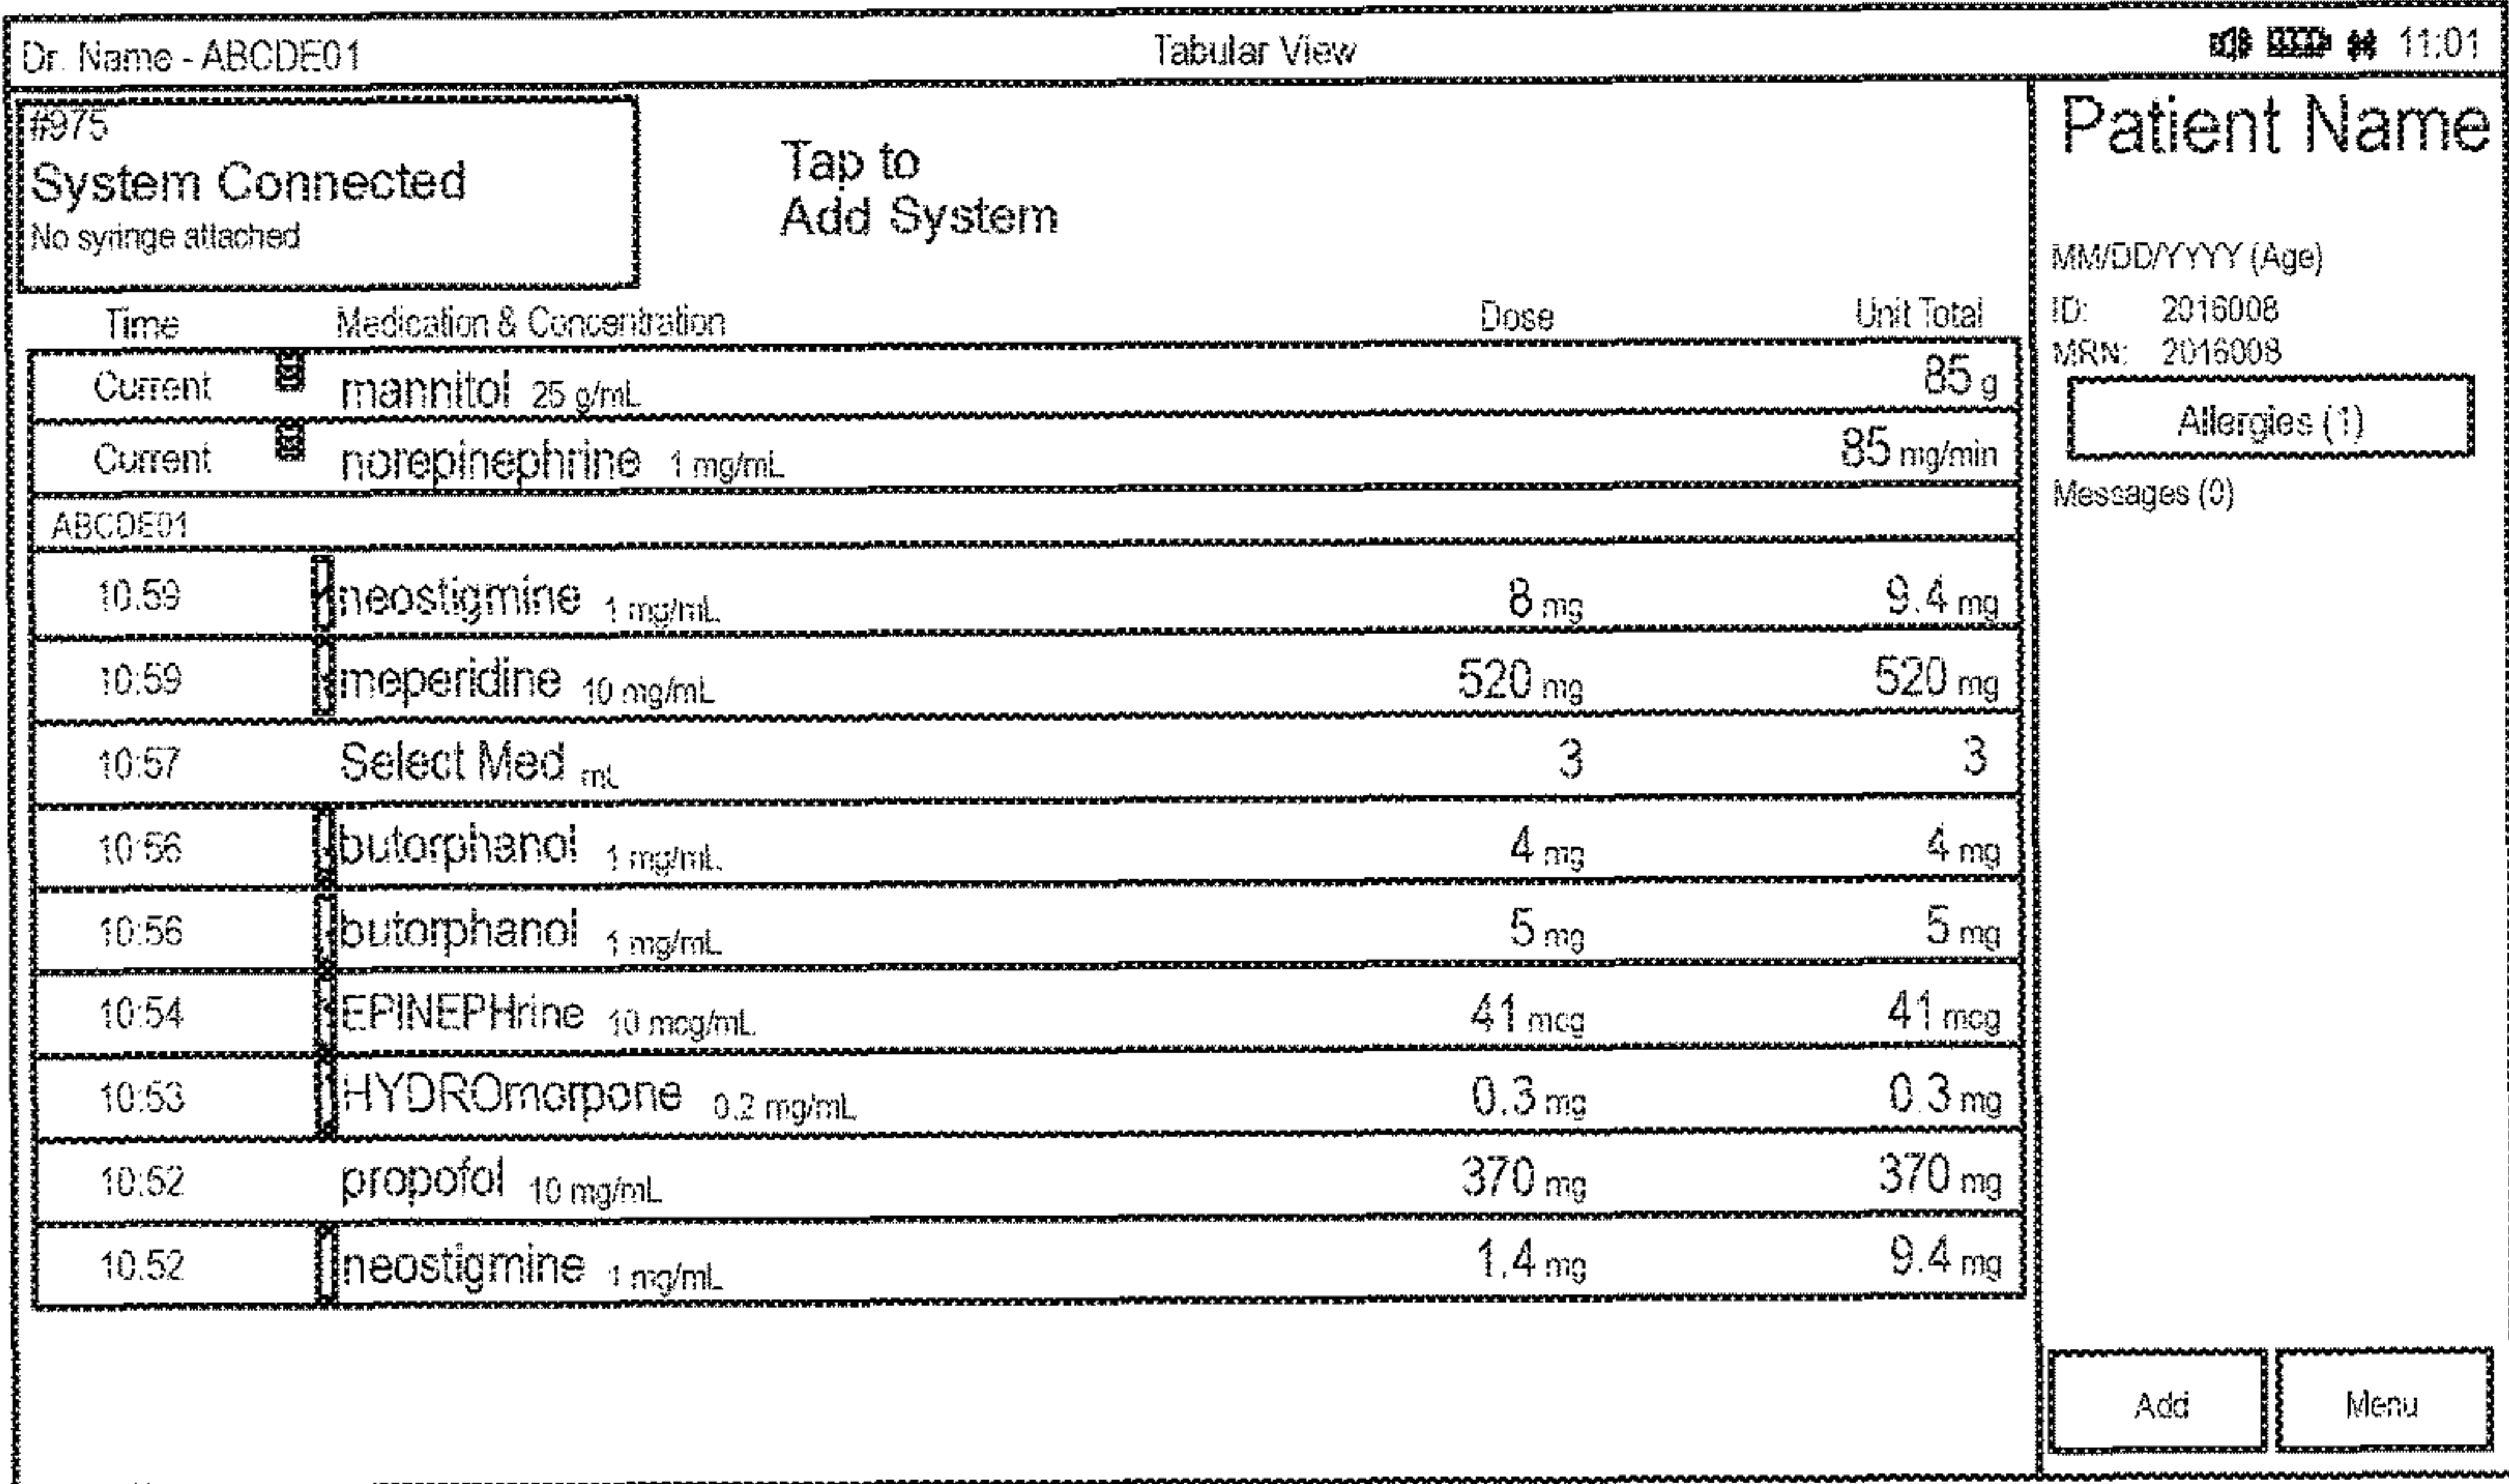 Dr. Name - ABCDE01 Tabular View 11:01
#975
System Connected
No syringe attached
Tap to
Add System
Patient Name
MM/DD/YYYY (Age)
ID: 2016008
MRN: 2016008
Allergies (1)
Messages (0)
Time Medication & Concentration Dose Unit Total
Current mannitol 25 g/mL 85 g
Current norepinephrine 1 mg/mL 85 mg/min
ABCDE01
10:59 neostigmine 1 mg/mL 8 mg 9.4 mg
10:59 meperidine 10 mg/mL 520 mg 520 mg
10:57 Select Med mL 3 3
10:56 butorphanol 1 mg/mL 4 mg 4 mg
10:56 butorphanol 1 mg/mL 5 mg 5 mg
10:54 EPINEPHrine 10 mcg/mL 41 mcg 41 mcg
10:53 HYDROmorpone 0.2 mg/mL 0.3 mg 0.3 mg
10:52 propofol 10 mg/mL 370 mg 370 mg
10:52 neostigmine 1 mg/mL 1.4 mg 9.4 mg
Add Menu